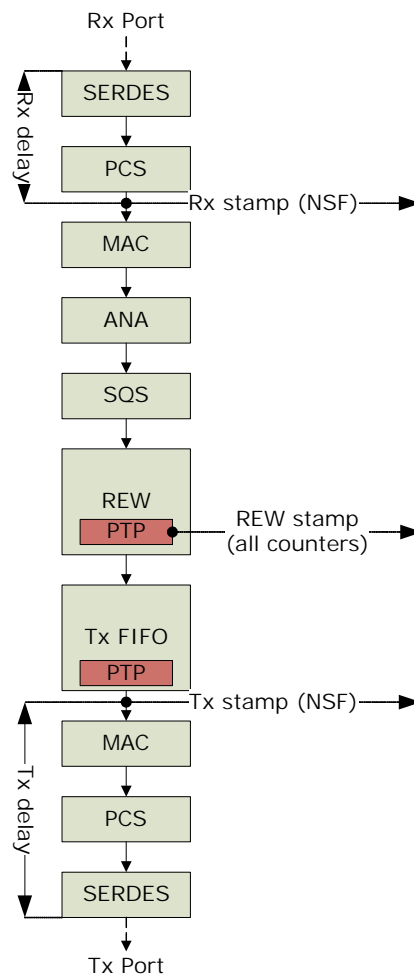 Rx Port
SERDES
Rx delay
PCS
Rx stamp (NSF)
MAC
ANA
SQS
REW
PTP
REW stamp
(all counters)
Tx FIFO
PTP
Tx stamp (NSF)
MAC
Tx delay
PCS
SERDES
Tx Port